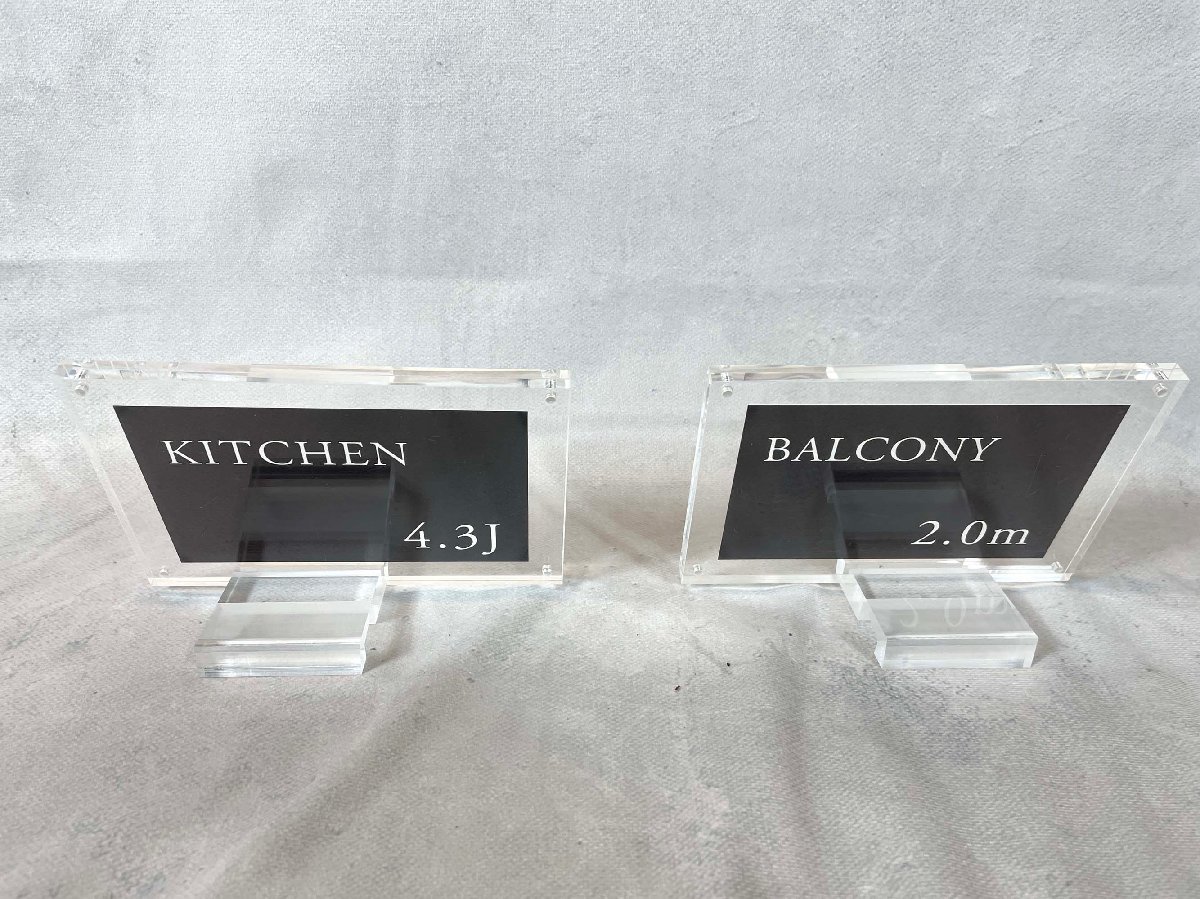 KITCHEN
4.3J
BALCONY
2.0m